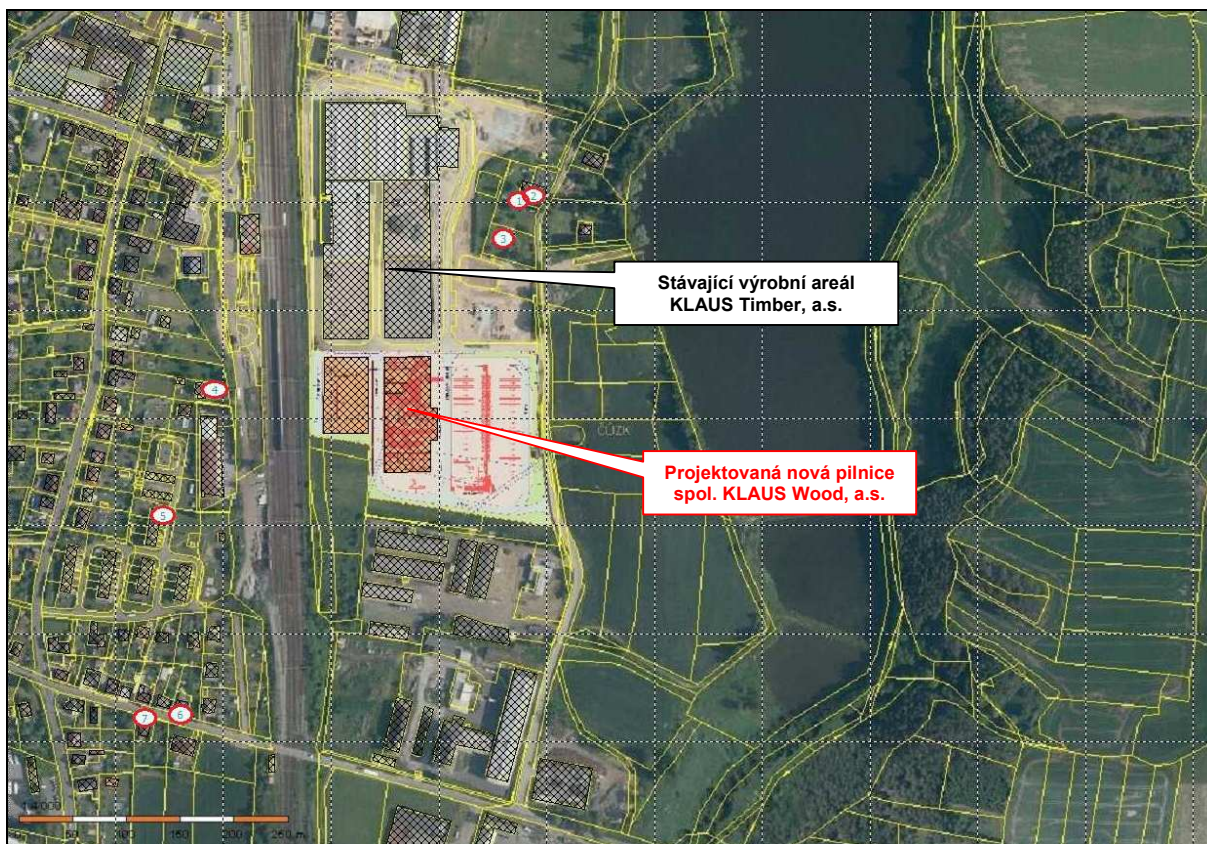 1
2
3
Stávající výrobní areál
KLAUS Timber, a.s.
4
ČÚZK
Projektovaná nová pilnice
spol. KLAUS Wood, a.s.
5
6
7
1:4 000
50 100 150 200 250 m